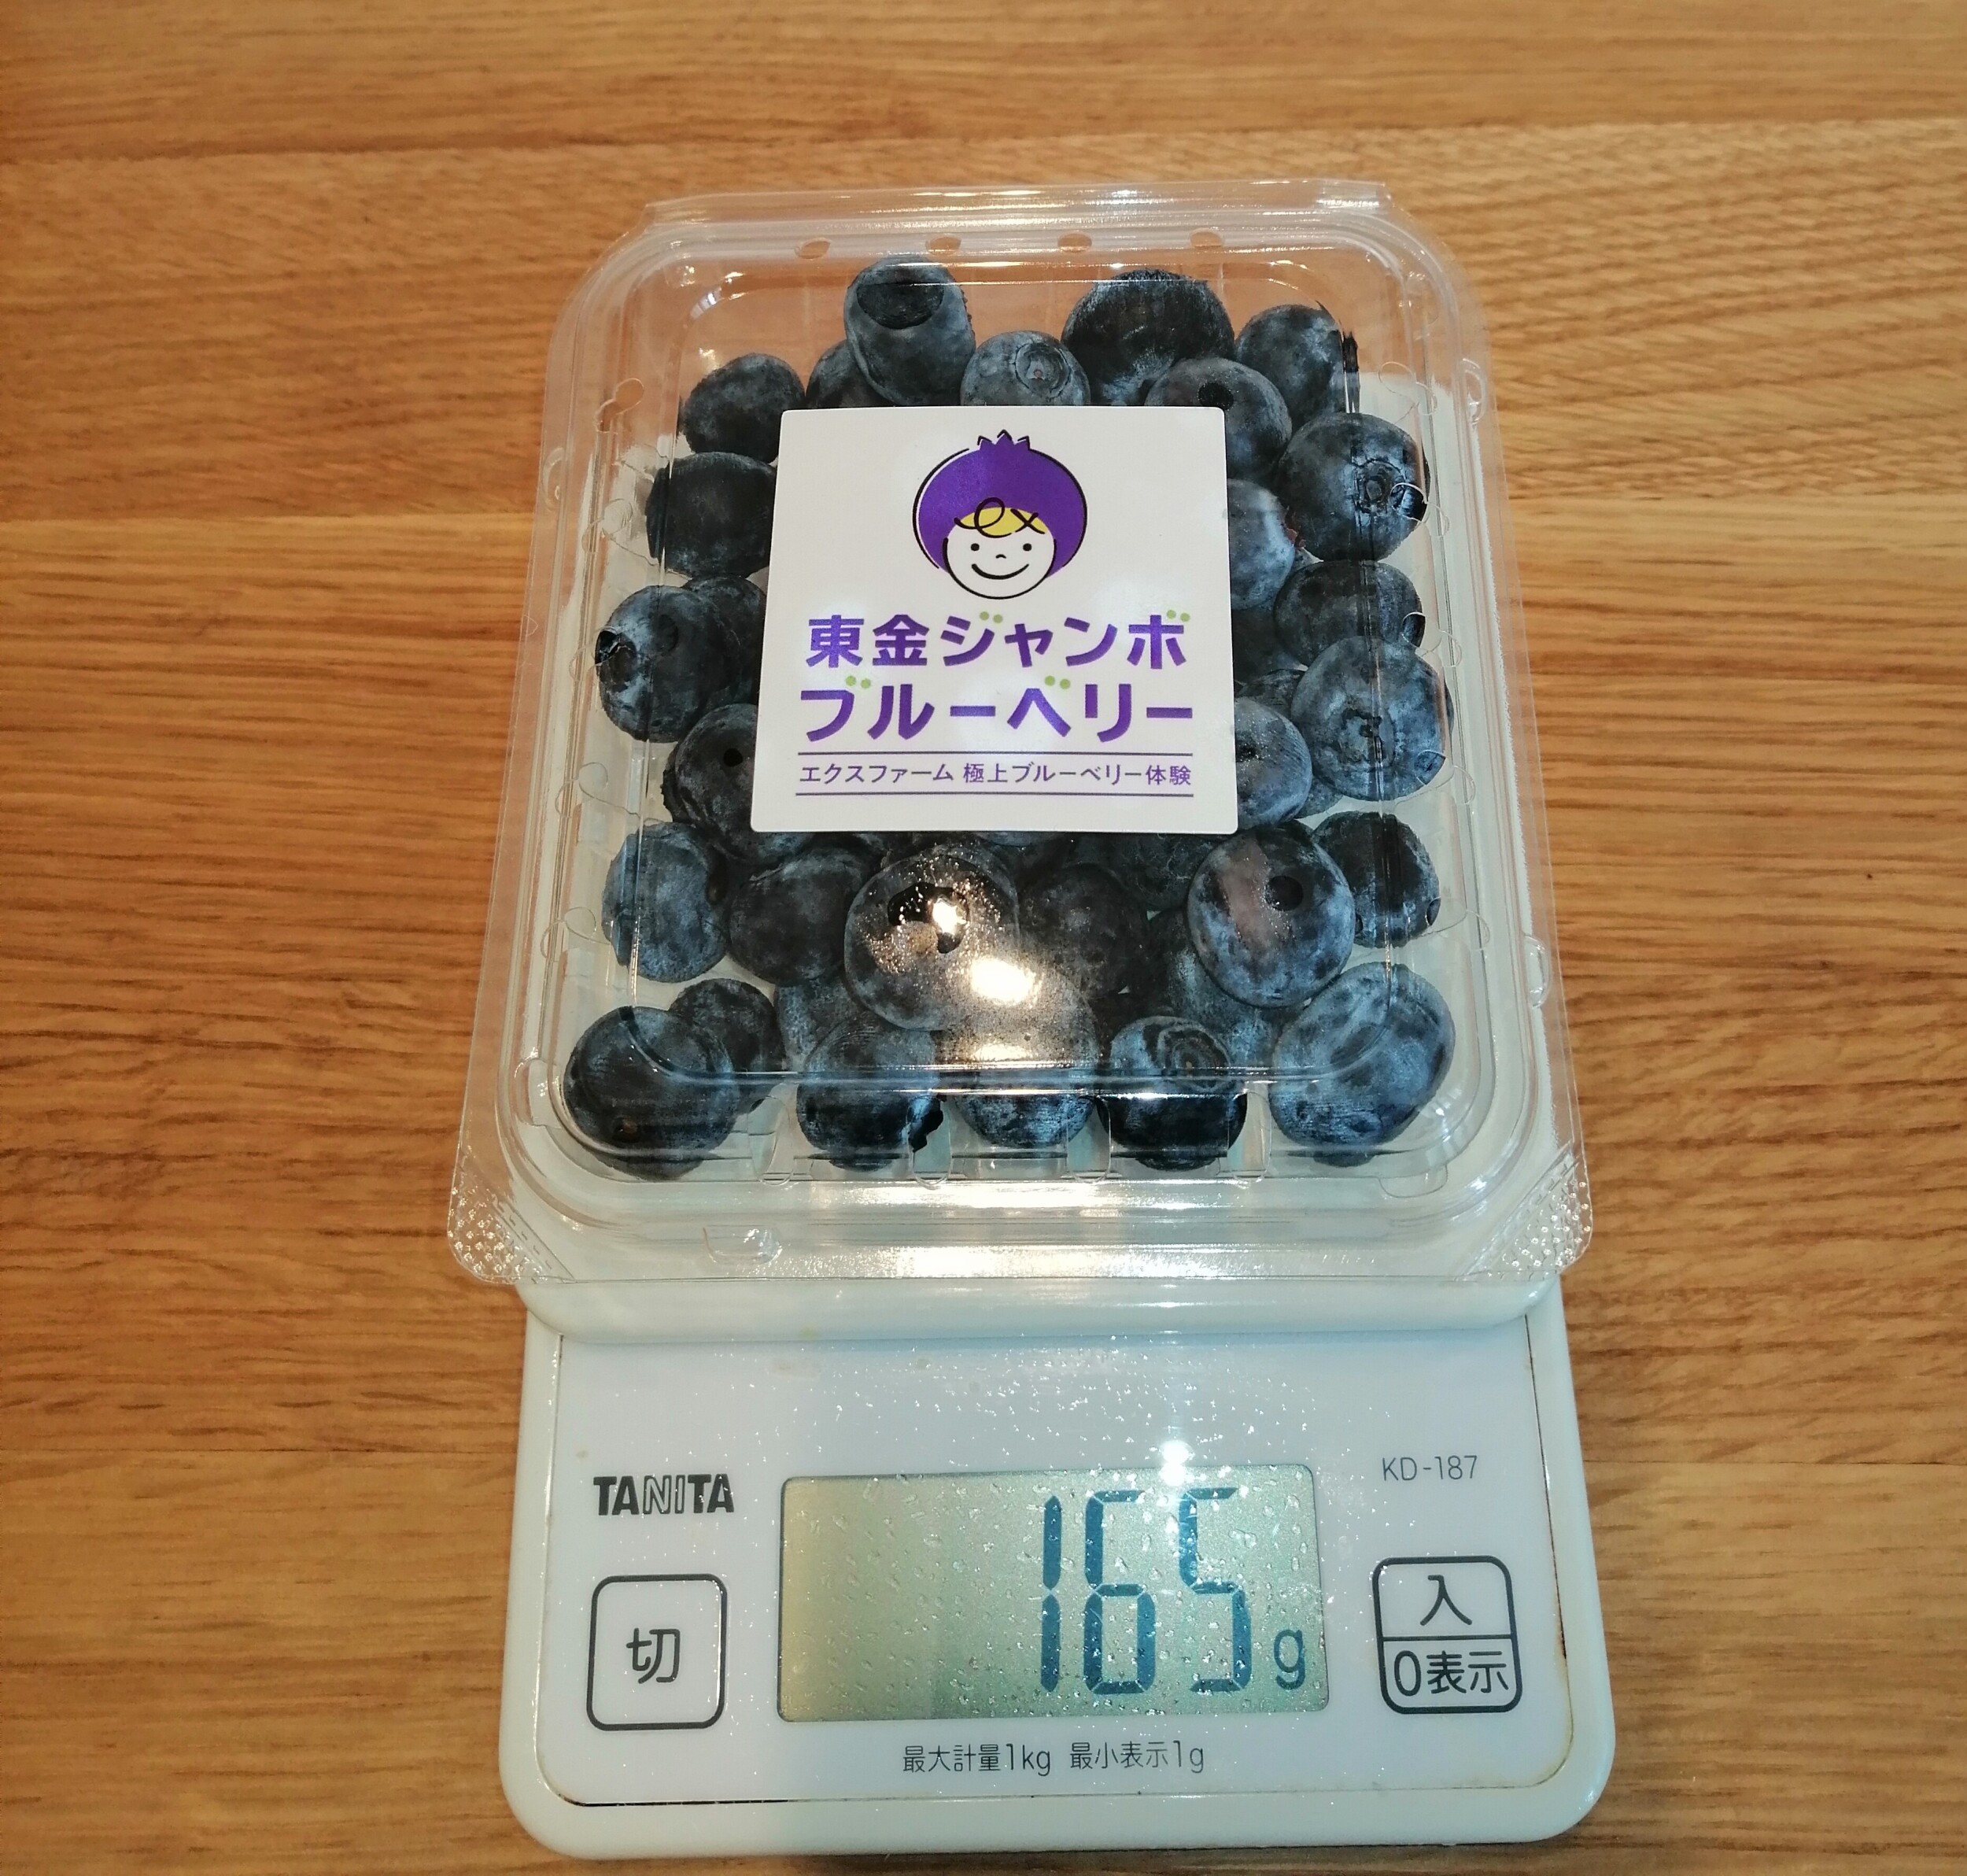 ex
東金ジャンボ
ブルーベリー
エクスファーム 極上ブルーベリー体験
TANITA
KD-187
165g
切
入
0表示
最大計量1kg 最小表示1g